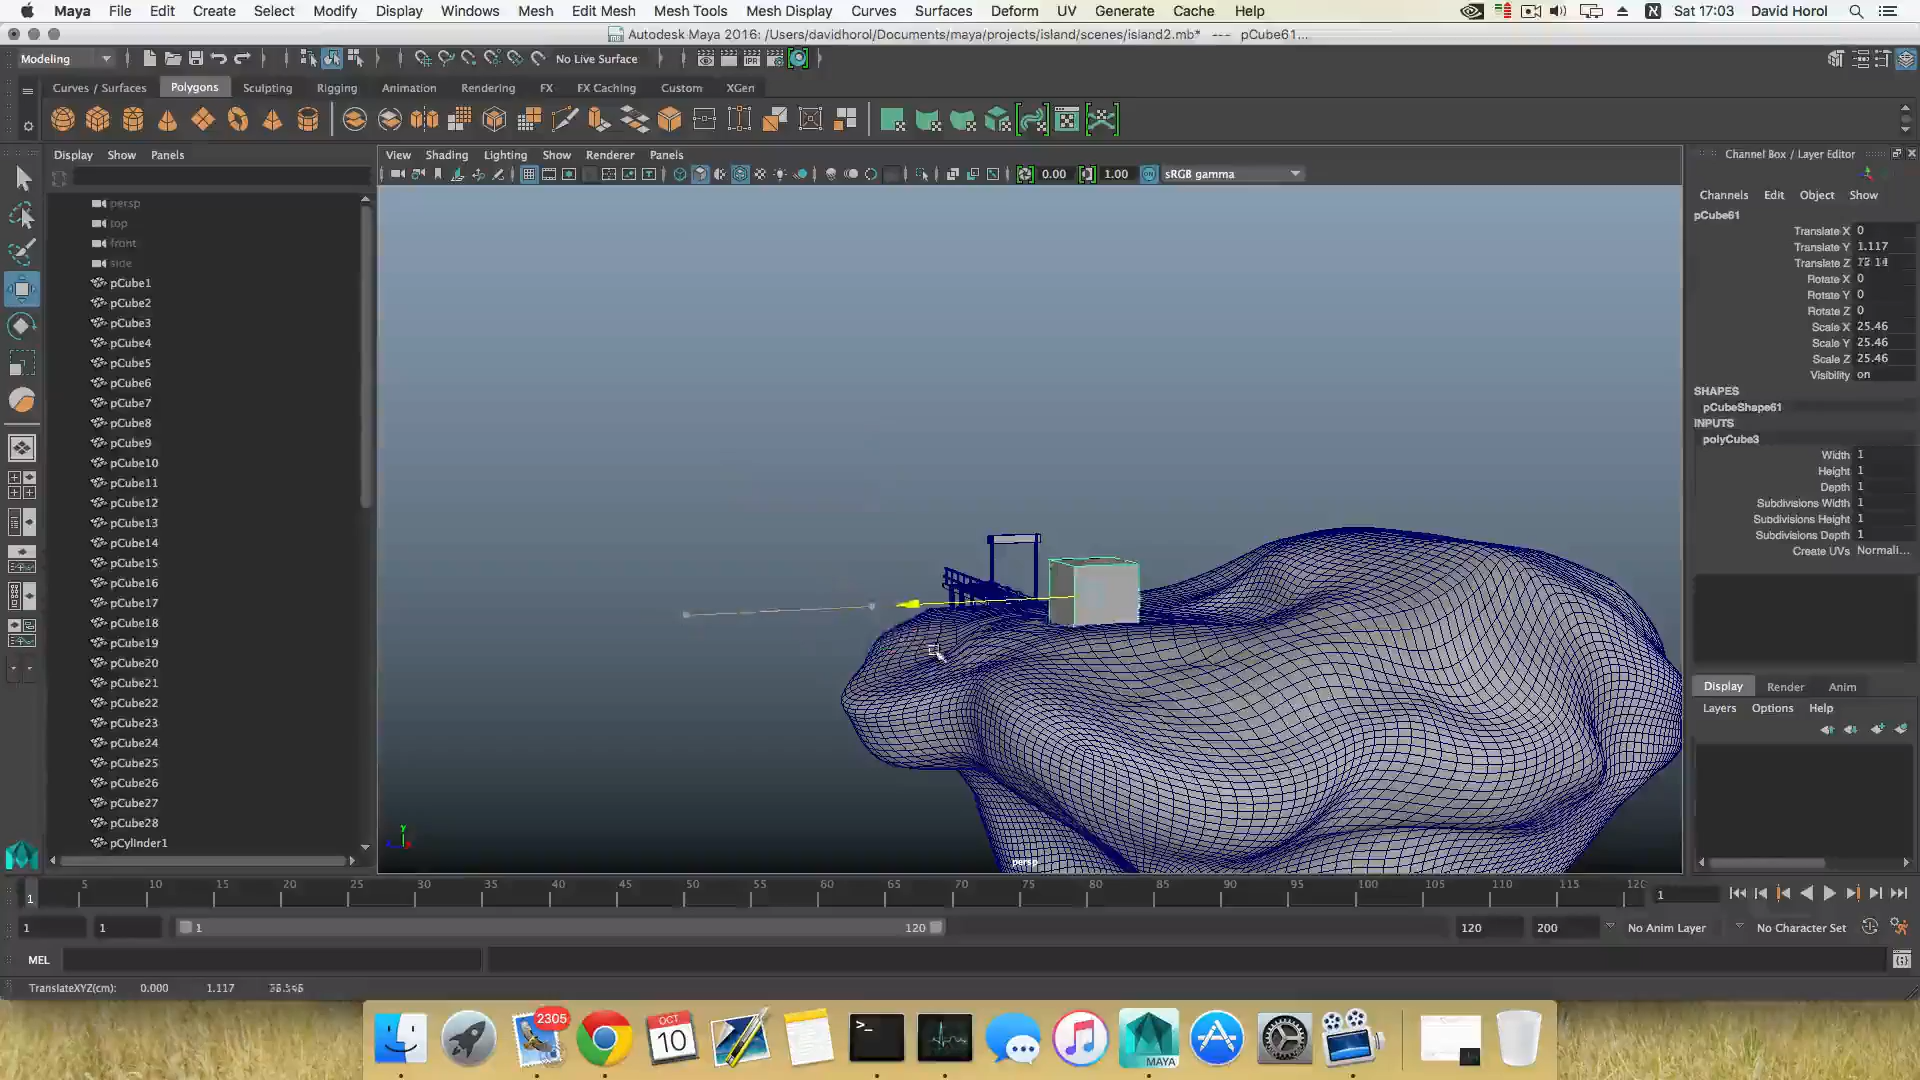 Maya File Edit Create Select Modify Display Windows Mesh Edit Mesh Mesh Tools Mesh Display Curves Surfaces Deform UV Generate Cache Help Sat 17:03 David Horol
Autodesk Maya 2016: /Users/davidhorol/Documents/maya/projects/island/scenes/island2.mb* --- pCube61...
Modeling No Live Surface
Curves / Surfaces Polygons Sculpting Rigging Animation Rendering FX FX Caching Custom XGen
Display Show Panels
View Shading Lighting Show Renderer Panels
0.00 1.00 sRGB gamma
persp
top
front
side
pCube1
pCube2
pCube3
pCube4
pCube5
pCube6
pCube7
pCube8
pCube9
pCube10
pCube11
pCube12
pCube13
pCube14
pCube15
pCube16
pCube17
pCube18
pCube19
pCube20
pCube21
pCube22
pCube23
pCube24
pCube25
pCube26
pCube27
pCube28
pCylinder1
y
persp
Channel Box / Layer Editor
Channels Edit Object Show
pCube61
Translate X 0
Translate Y 1.117
Translate Z
Rotate X 0
Rotate Y 0
Rotate Z 0
Scale X 25.46
Scale Y 25.46
Scale Z 25.46
Visibility on
SHAPES
pCubeShape61
INPUTS
polyCube3
Width 1
Height 1
Depth 1
Subdivisions Width 1
Subdivisions Height 1
Subdivisions Depth 1
Create UVs Normali...
Display Render Anim
Layers Options Help
5 10 15 20 25 30 35 40 45 50 55 60 65 70 75 80 85 90 95 100 105 110 115 120
1 1
1 1 1 120 120 200 No Anim Layer No Character Set
MEL
TranslateXYZ(cm): 0.000 1.117
2305
OCT
10
MAYA